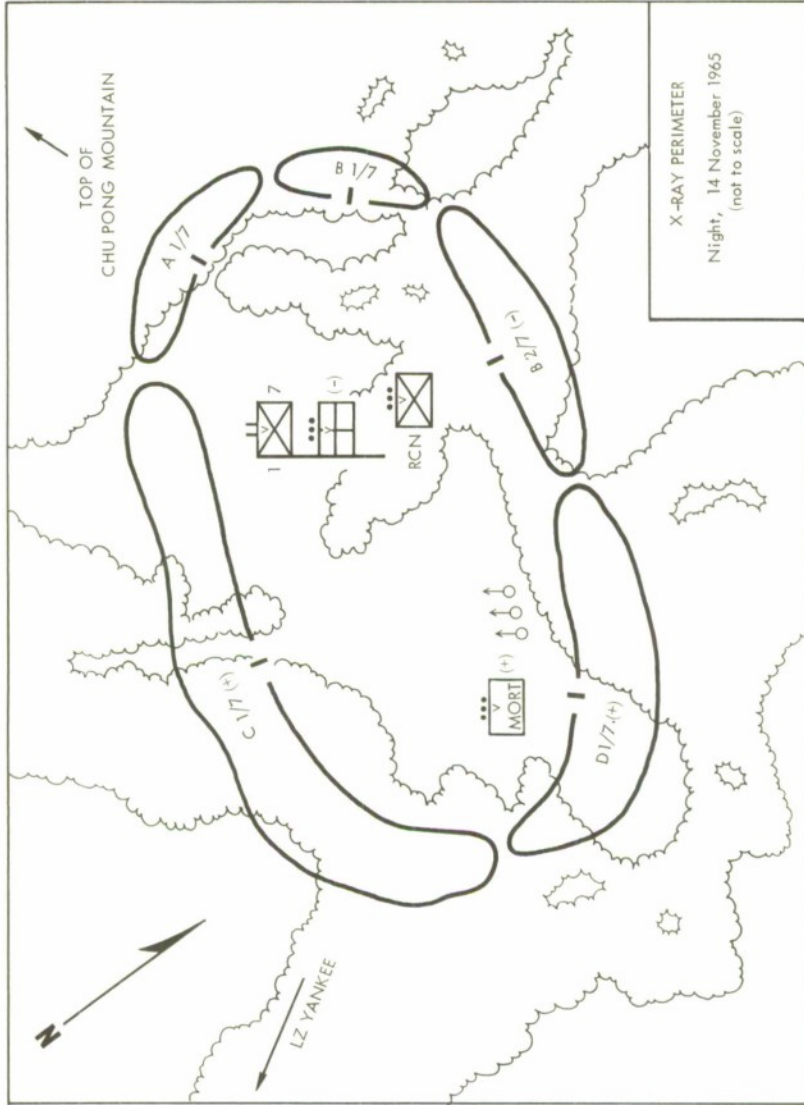 TOP OF
CHU PONG MOUNTAIN
A 1/7
B 1/7
1
7
(-)
V
V
V
RCN
B 2/7 (-)
C 1/7 (+)
V
MORT
(+)
D 1/7 (+)
N
LZ YANKEE
X-RAY PERIMETER
Night, 14 November 1965
(not to scale)